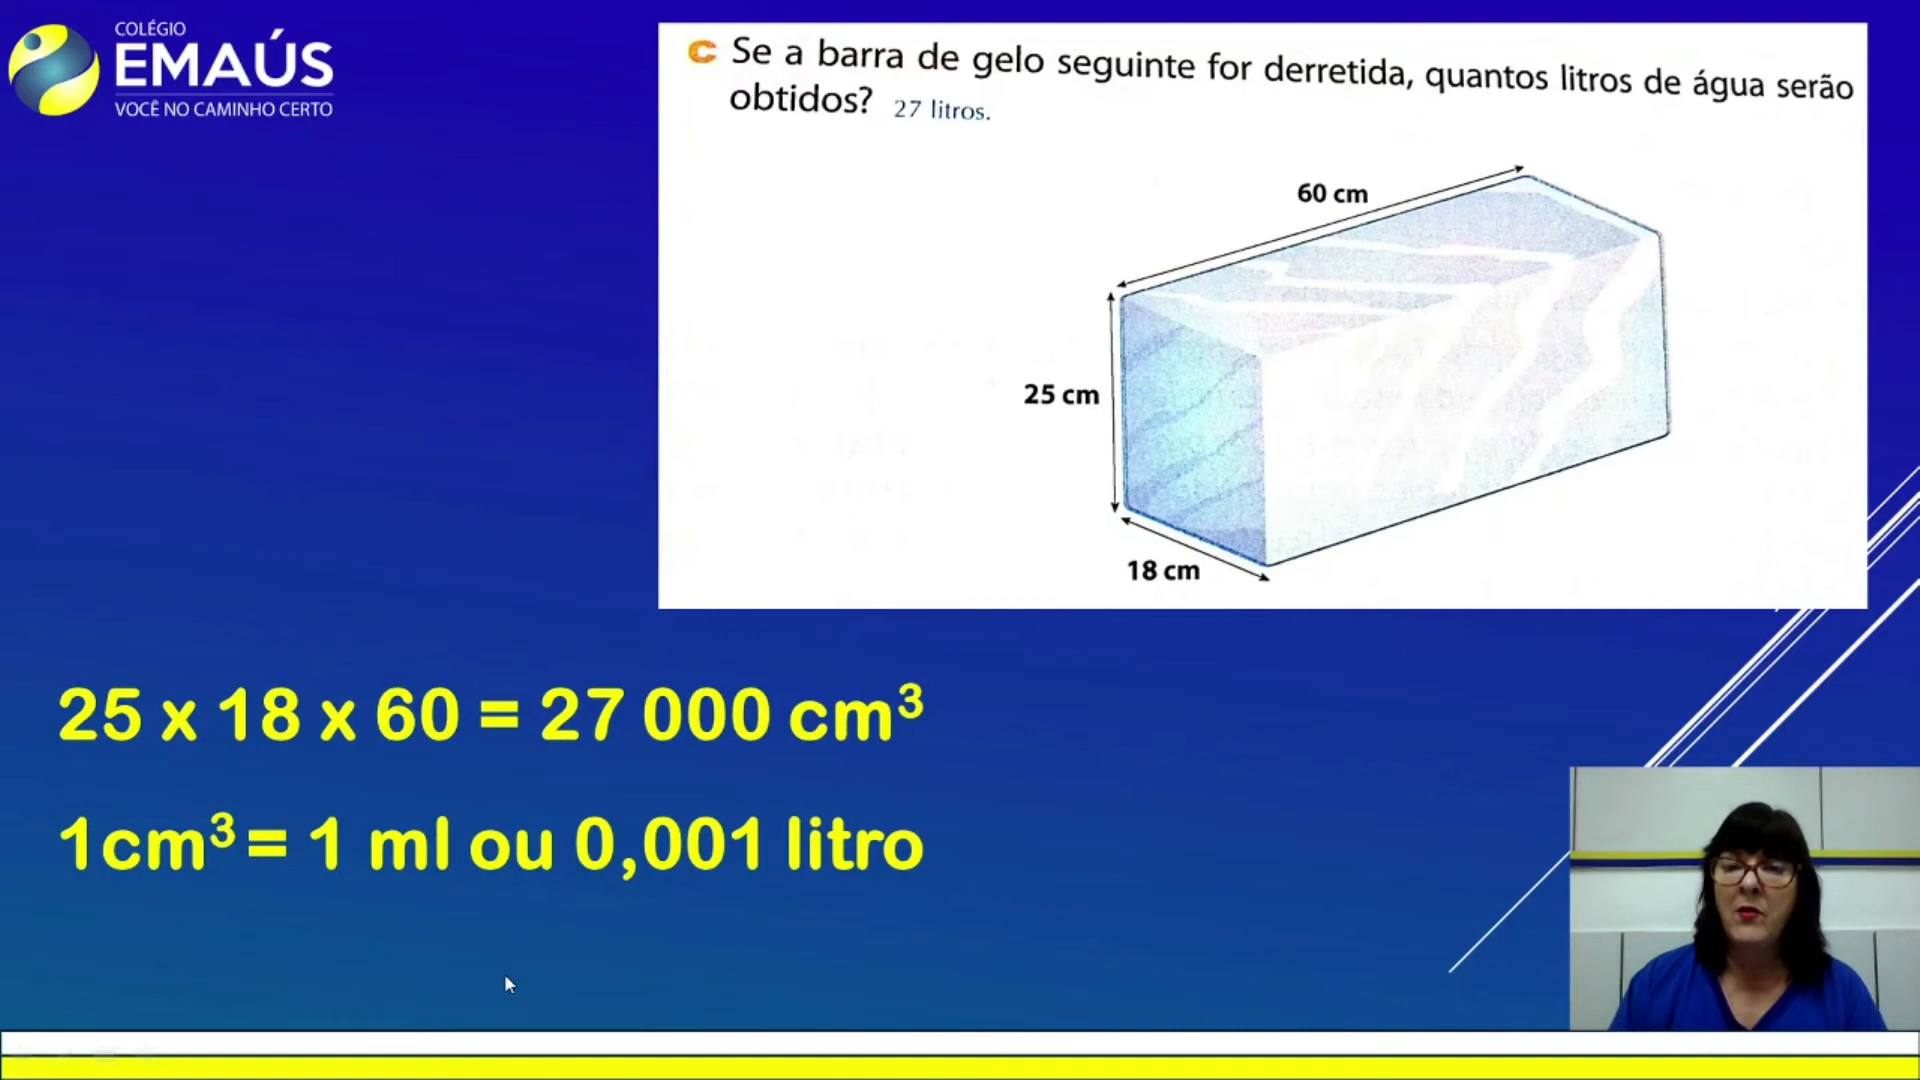 COLÉGIO
EMAÚS
VOCÊ NO CAMINHO CERTO
C Se a barra de gelo seguinte for derretida, quantos litros de água serão
obtidos? 27 litros.
60 cm
25 cm
18 cm
25 x 18 x 60 = 27 000 cm³
1cm³ = 1 ml ou 0,001 litro